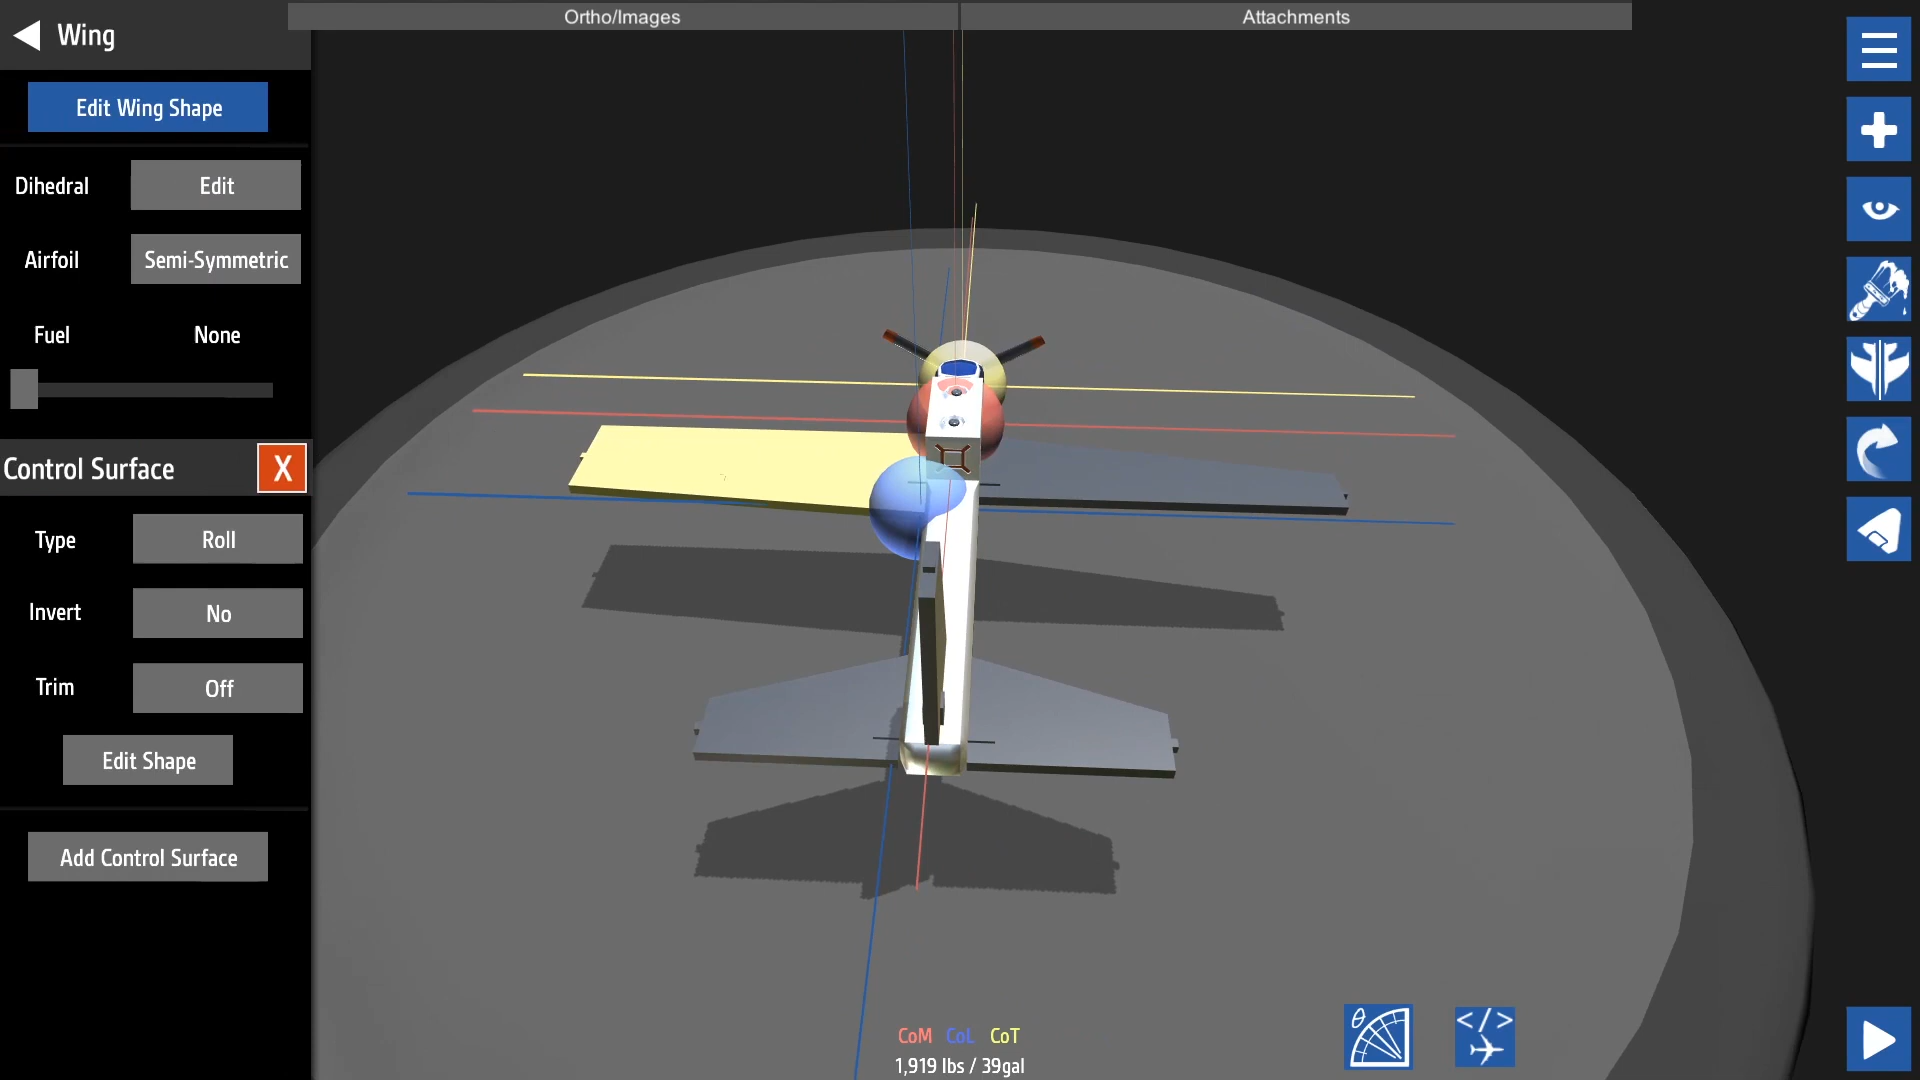 Wing
Ortho/Images
Attachments
Edit Wing Shape
Dihedral Edit
Airfoil Semi-Symmetric
Fuel None
Control Surface X
Type Roll
Invert No
Trim Off
Edit Shape
Add Control Surface
CoM CoL CoT
1,919 lbs / 39gal
θ
</>